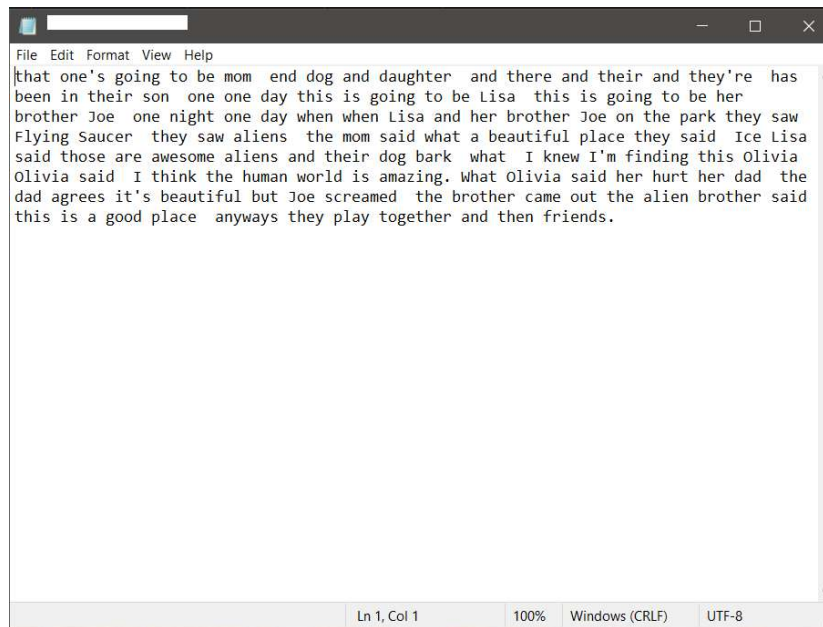 File Edit Format View Help
that one's going to be mom  end dog and daughter  and there and their and they're  has
been in their son  one one day this is going to be Lisa  this is going to be her
brother Joe  one night one day when when Lisa and her brother Joe on the park they saw
Flying Saucer  they saw aliens  the mom said what a beautiful place they said  Ice Lisa
said those are awesome aliens and their dog bark  what  I knew I'm finding this Olivia
Olivia said  I think the human world is amazing. What Olivia said her hurt her dad  the
dad agrees it's beautiful but Joe screamed  the brother came out the alien brother said
this is a good place  anyways they play together and then friends.
Ln 1, Col 1 100% Windows (CRLF) UTF-8